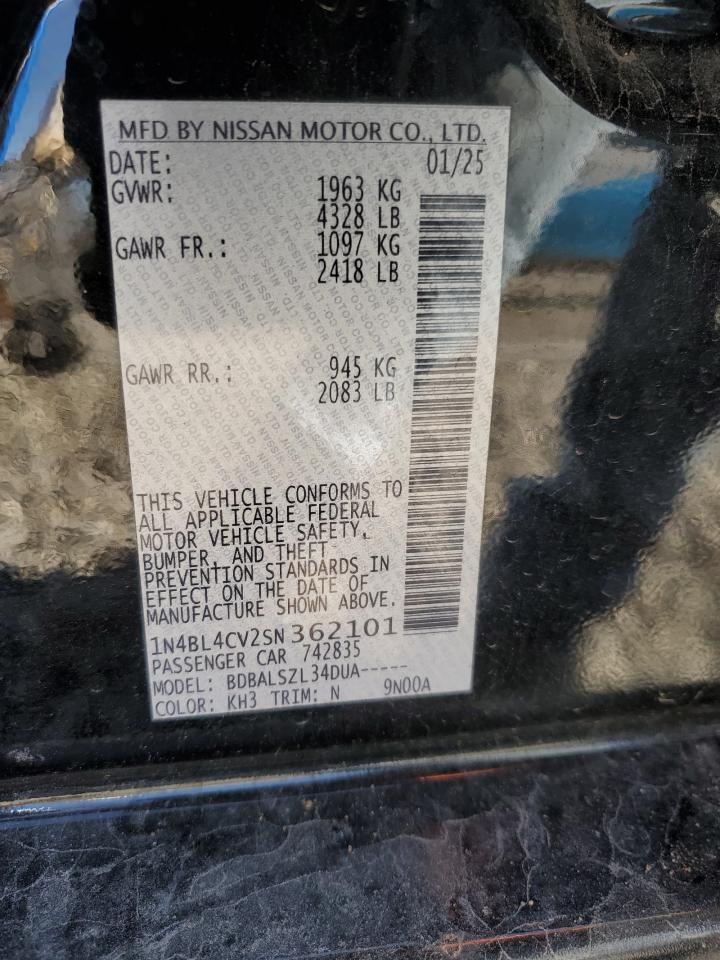 MFD BY NISSAN MOTOR CO., LTD.
DATE: 01/25
GVWR: 1963 KG
4328 LB
GAWR FR.: 1097 KG
2418 LB
GAWR RR.: 945 KG
2083 LB
THIS VEHICLE CONFORMS TO
ALL APPLICABLE FEDERAL
MOTOR VEHICLE SAFETY,
BUMPER, AND THEFT
PREVENTION STANDARDS IN
EFFECT ON THE DATE OF
MANUFACTURE SHOWN ABOVE.
1N4BL4CV2SN362101
PASSENGER CAR 742835
MODEL: BDBALSZL34DUA-----
COLOR: KH3 TRIM: N 9N00A